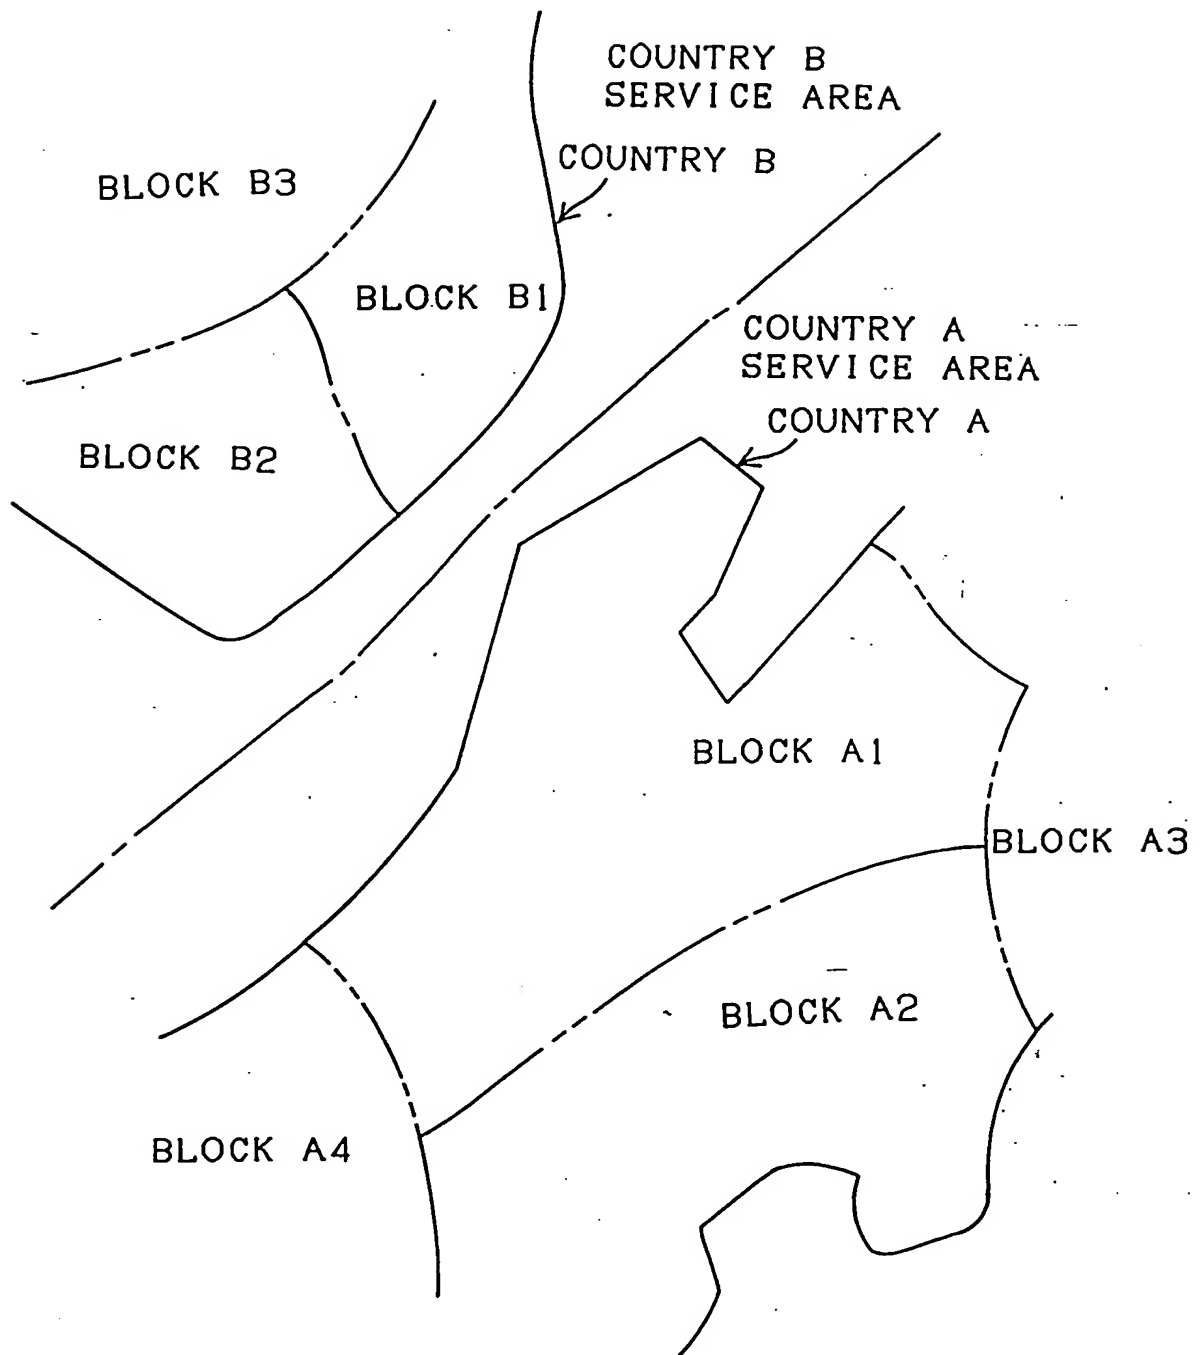 COUNTRY B
SERVICE AREA
COUNTRY B
BLOCK B3
BLOCK B1
COUNTRY A
SERVICE AREA
COUNTRY A
BLOCK B2
BLOCK A1
BLOCK A3
BLOCK A2
BLOCK A4